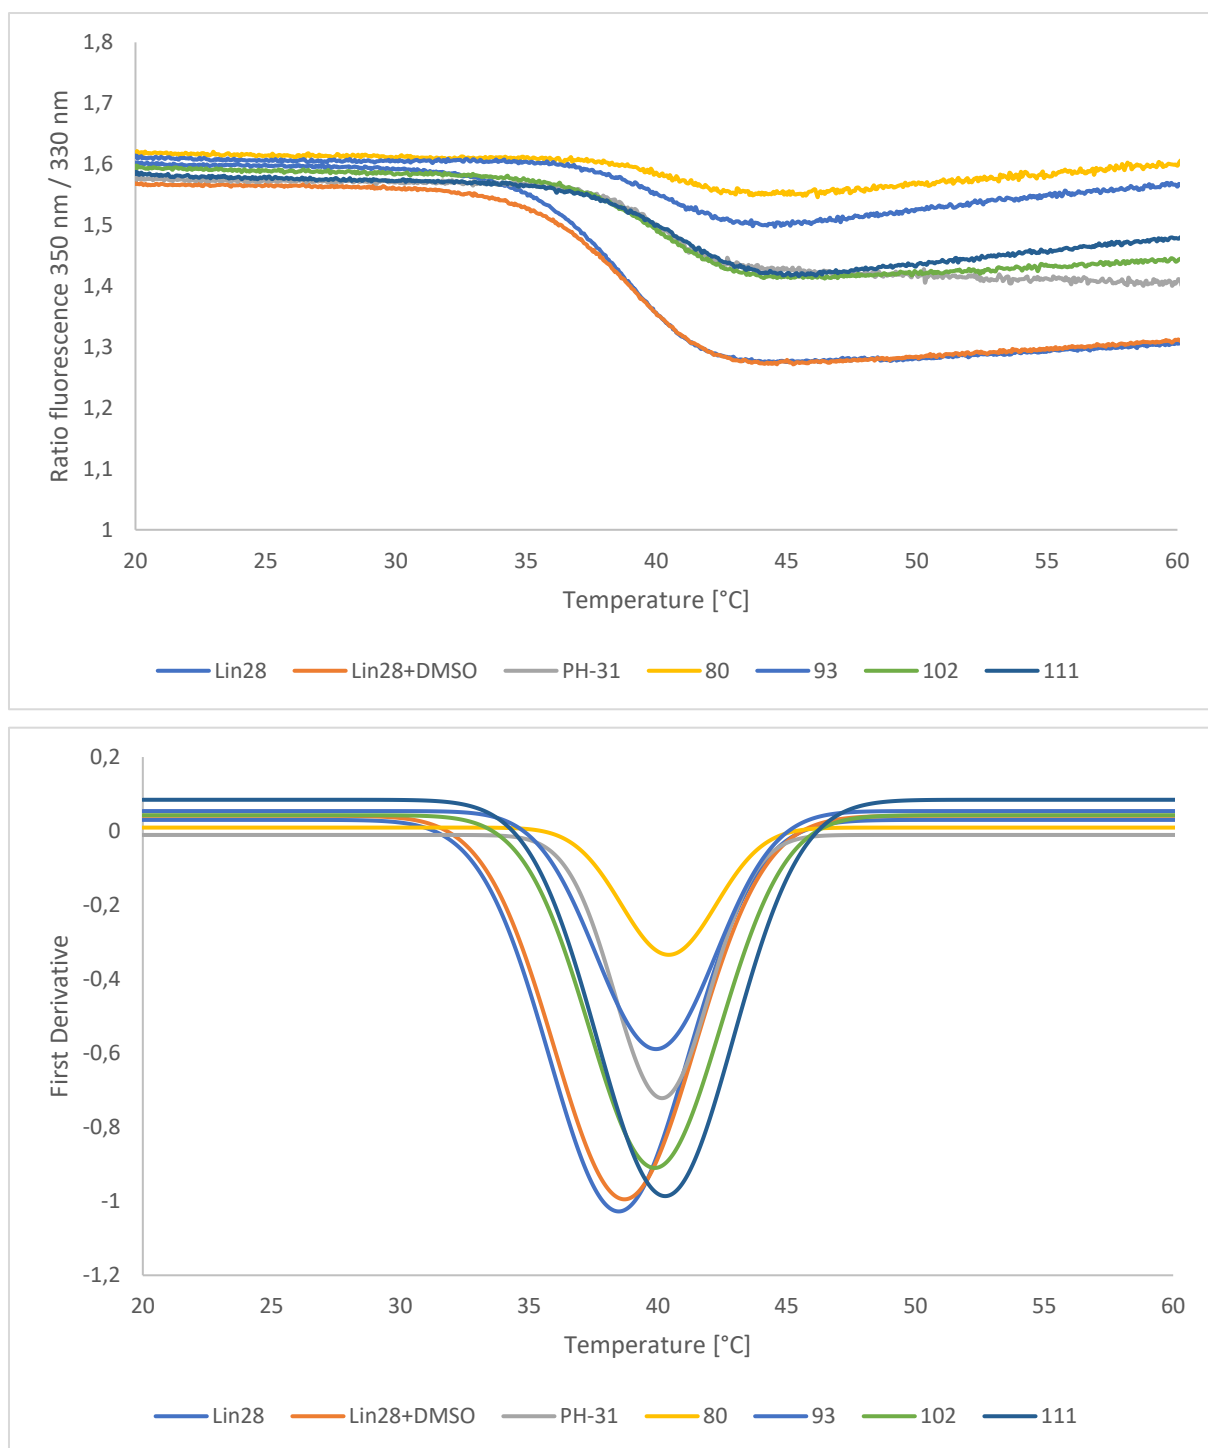 Ratio fluorescence 350 nm / 330 nm
1,8
1,7
1,6
1,5
1,4
1,3
1,2
1,1
1
20 25 30 35 40 45 50 55 60
Temperature [°C]
Lin28 Lin28+DMSO PH-31 80 93 102 111
First Derivative
0,2
0
-0,2
-0,4
-0,6
-0,8
-1
-1,2
20 25 30 35 40 45 50 55 60
Temperature [°C]
Lin28 Lin28+DMSO PH-31 80 93 102 111